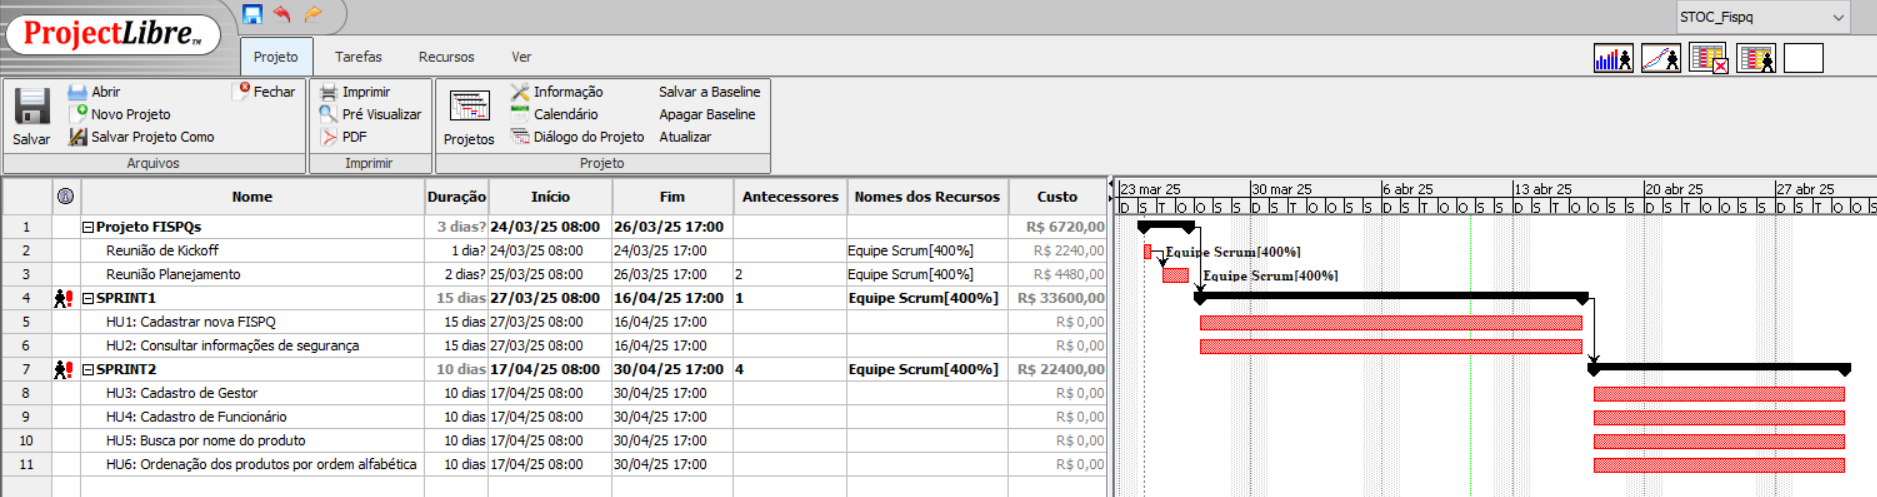 STOC_Fispq
ProjectLibre™
Projeto Tarefas Recursos Ver
Salvar
Abrir
Novo Projeto
Salvar Projeto Como
Fechar
Arquivos
Imprimir
Pré Visualizar
PDF
Imprimir
Projetos
Informação
Calendário
Diálogo do Projeto
Salvar a Baseline
Apagar Baseline
Atualizar
Projeto
Nome Duração Início Fim Antecessores Nomes dos Recursos Custo
1 Projeto FISPQs 3 dias? 24/03/25 08:00 26/03/25 17:00 R$ 6720,00
2 Reunião de Kickoff 1 dia? 24/03/25 08:00 24/03/25 17:00 Equipe Scrum[400%] R$ 2240,00
3 Reunião Planejamento 2 dias? 25/03/25 08:00 26/03/25 17:00 2 Equipe Scrum[400%] R$ 4480,00
4 SPRINT1 15 dias 27/03/25 08:00 16/04/25 17:00 1 Equipe Scrum[400%] R$ 33600,00
5 HU1: Cadastrar nova FISPQ 15 dias 27/03/25 08:00 16/04/25 17:00 R$ 0,00
6 HU2: Consultar informações de segurança 15 dias 27/03/25 08:00 16/04/25 17:00 R$ 0,00
7 SPRINT2 10 dias 17/04/25 08:00 30/04/25 17:00 4 Equipe Scrum[400%] R$ 22400,00
8 HU3: Cadastro de Gestor 10 dias 17/04/25 08:00 30/04/25 17:00 R$ 0,00
9 HU4: Cadastro de Funcionário 10 dias 17/04/25 08:00 30/04/25 17:00 R$ 0,00
10 HU5: Busca por nome do produto 10 dias 17/04/25 08:00 30/04/25 17:00 R$ 0,00
11 HU6: Ordenação dos produtos por ordem alfabética 10 dias 17/04/25 08:00 30/04/25 17:00 R$ 0,00
23 mar 25 30 mar 25 6 abr 25 13 abr 25 20 abr 25 27 abr 25
D S T Q Q S S D S T Q Q S S D S T Q Q S S D S T Q Q S S D S T Q Q S S D S T Q Q S
Equipe Scrum[400%]
Equipe Scrum[400%]